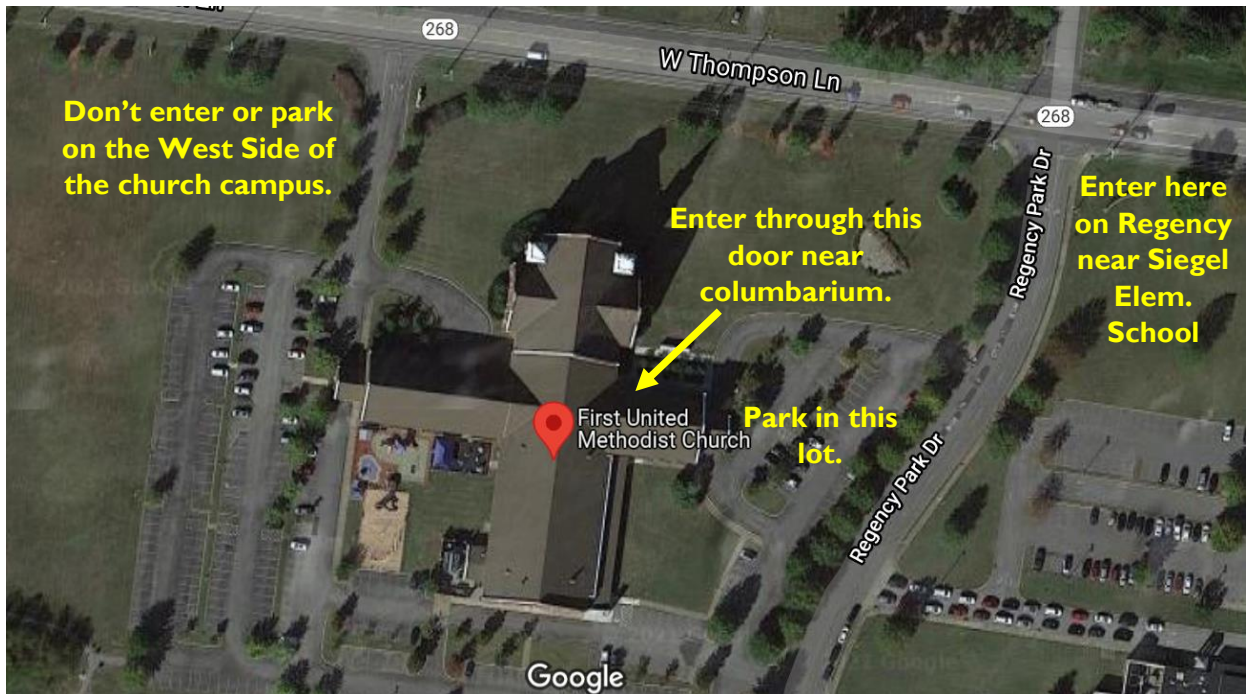 268
W Thompson Ln
268
Don't enter or park
on the West Side of
the church campus.
Enter through this
door near
columbarium.
Regency Park Dr
Enter here
on Regency
near Siegel
Elem.
School
First United
Methodist Church
Park in this
lot.
Regency Park Dr
Google